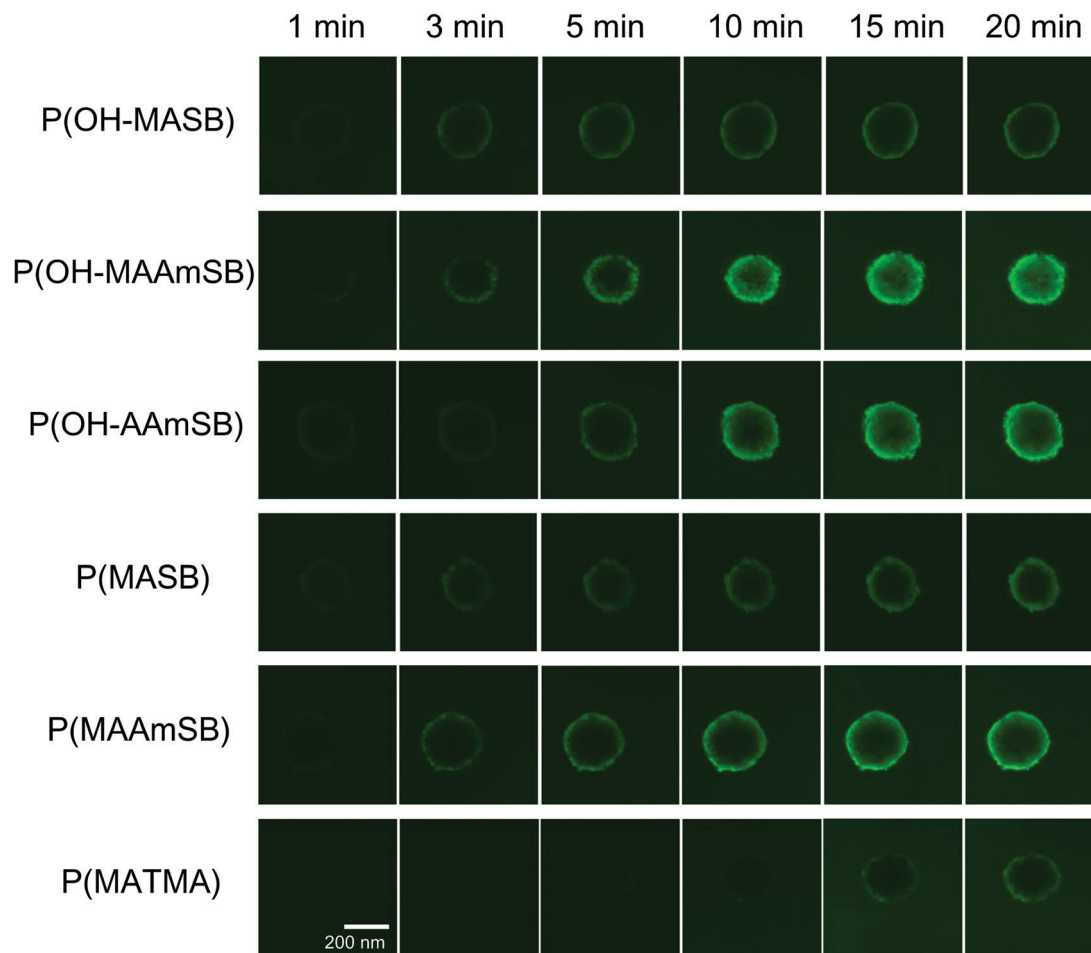 1 min 3 min 5 min 10 min 15 min 20 min
P(OH-MASB)
P(OH-MAAmSB)
P(OH-AAmSB)
P(MASB)
P(MAAmSB)
P(MATMA)
200 nm